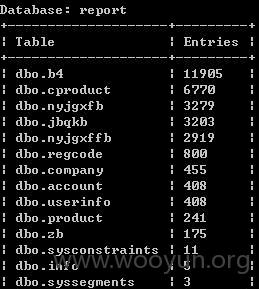 Database: report
Table | Entries
dbo.b4 | 11905
dbo.cproduct | 6770
dbo.nyjgxfb | 3279
dbo.jbqkb | 3203
dbo.nyjgxffb | 2919
dbo.regcode | 800
dbo.company | 455
dbo.account | 408
dbo.userinfo | 408
dbo.product | 241
dbo.zb | 175
dbo.sysconstraints | 11
dbo.info | 5
dbo.syssegments | 3
www.wooyun.org